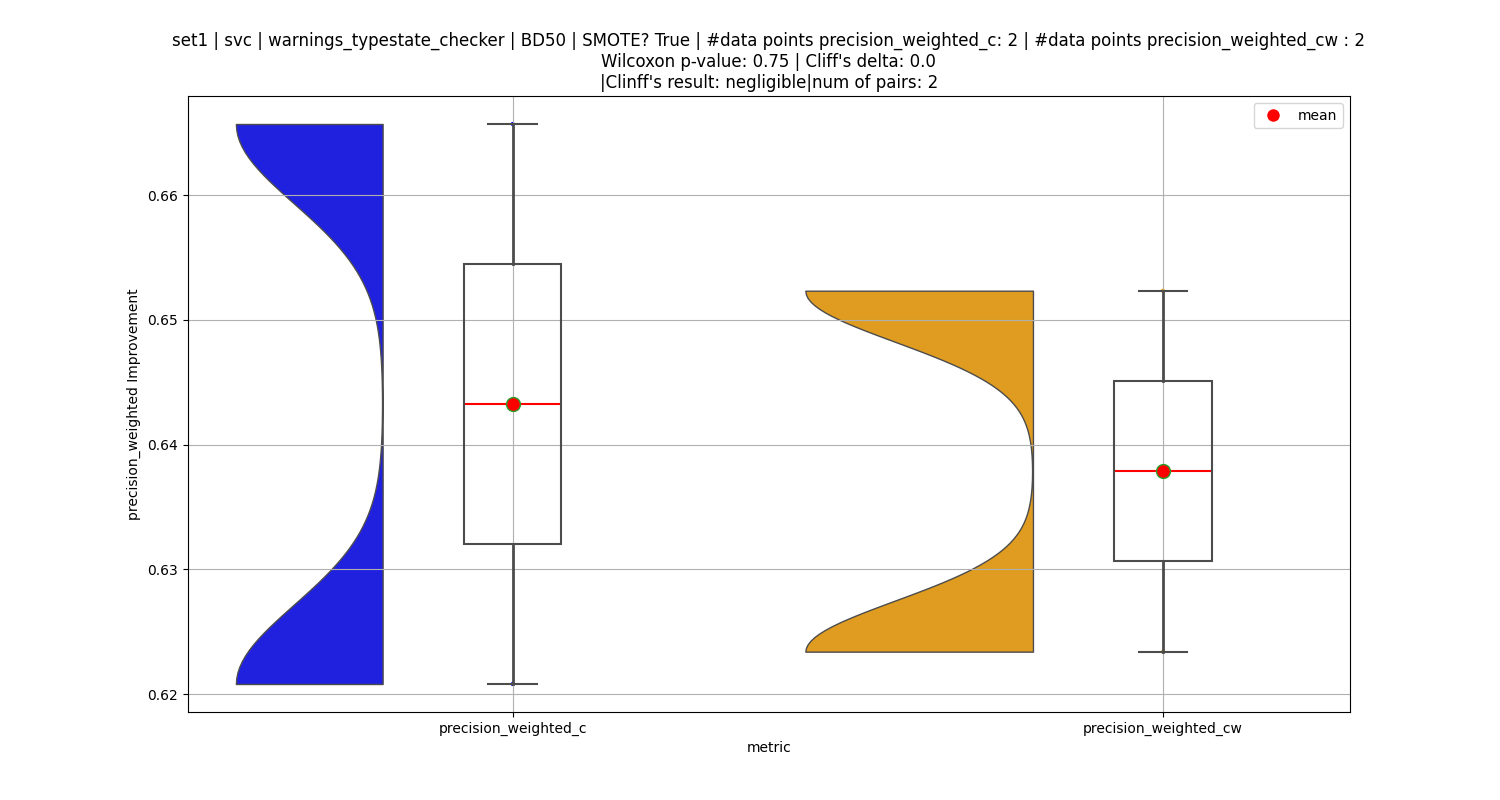 set1 | svc | warnings_typestate_checker | BD50 | SMOTE? True | #data points precision_weighted_c: 2 | #data points precision_weighted_cw : 2
Wilcoxon p-value: 0.75 | Cliff's delta: 0.0
|Clinff's result: negligible|num of pairs: 2
mean
0.66
0.65
0.64
0.63
0.62
precision_weighted Improvement
precision_weighted_c
precision_weighted_cw
metric